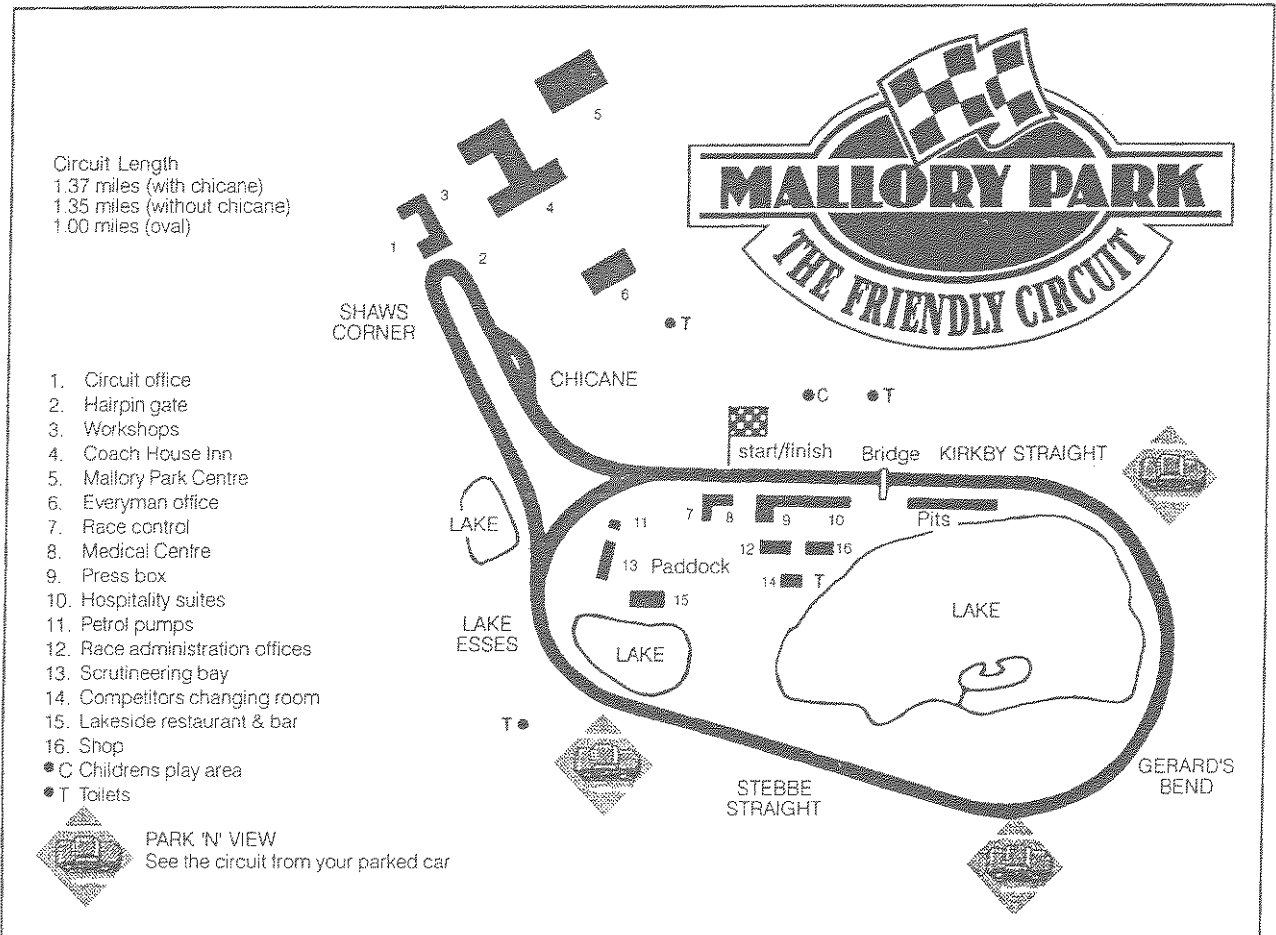 MALLORY PARK
THE FRIENDLY CIRCUIT
Circuit Length
1.37 miles (with chicane)
1.35 miles (without chicane)
1.00 miles (oval)
5
3
4
1
2
6
SHAWS
CORNER
T
CHICANE
C
T
start/finish
Bridge
KIRKBY STRAIGHT
LAKE
7
8
9
10
Pits
11
12
16
13
Paddock
14
T
15
LAKE
LAKE
ESSES
LAKE
T
STEBBE
STRAIGHT
GERARD'S
BEND
1. Circuit office
2. Hairpin gate
3. Workshops
4. Coach House Inn
5. Mallory Park Centre
6. Everyman office
7. Race control
8. Medical Centre
9. Press box
10. Hospitality suites
11. Petrol pumps
12. Race administration offices
13. Scrutineering bay
14. Competitors changing room
15. Lakeside restaurant & bar
16. Shop
C Childrens play area
T Toilets
PARK 'N' VIEW
See the circuit from your parked car